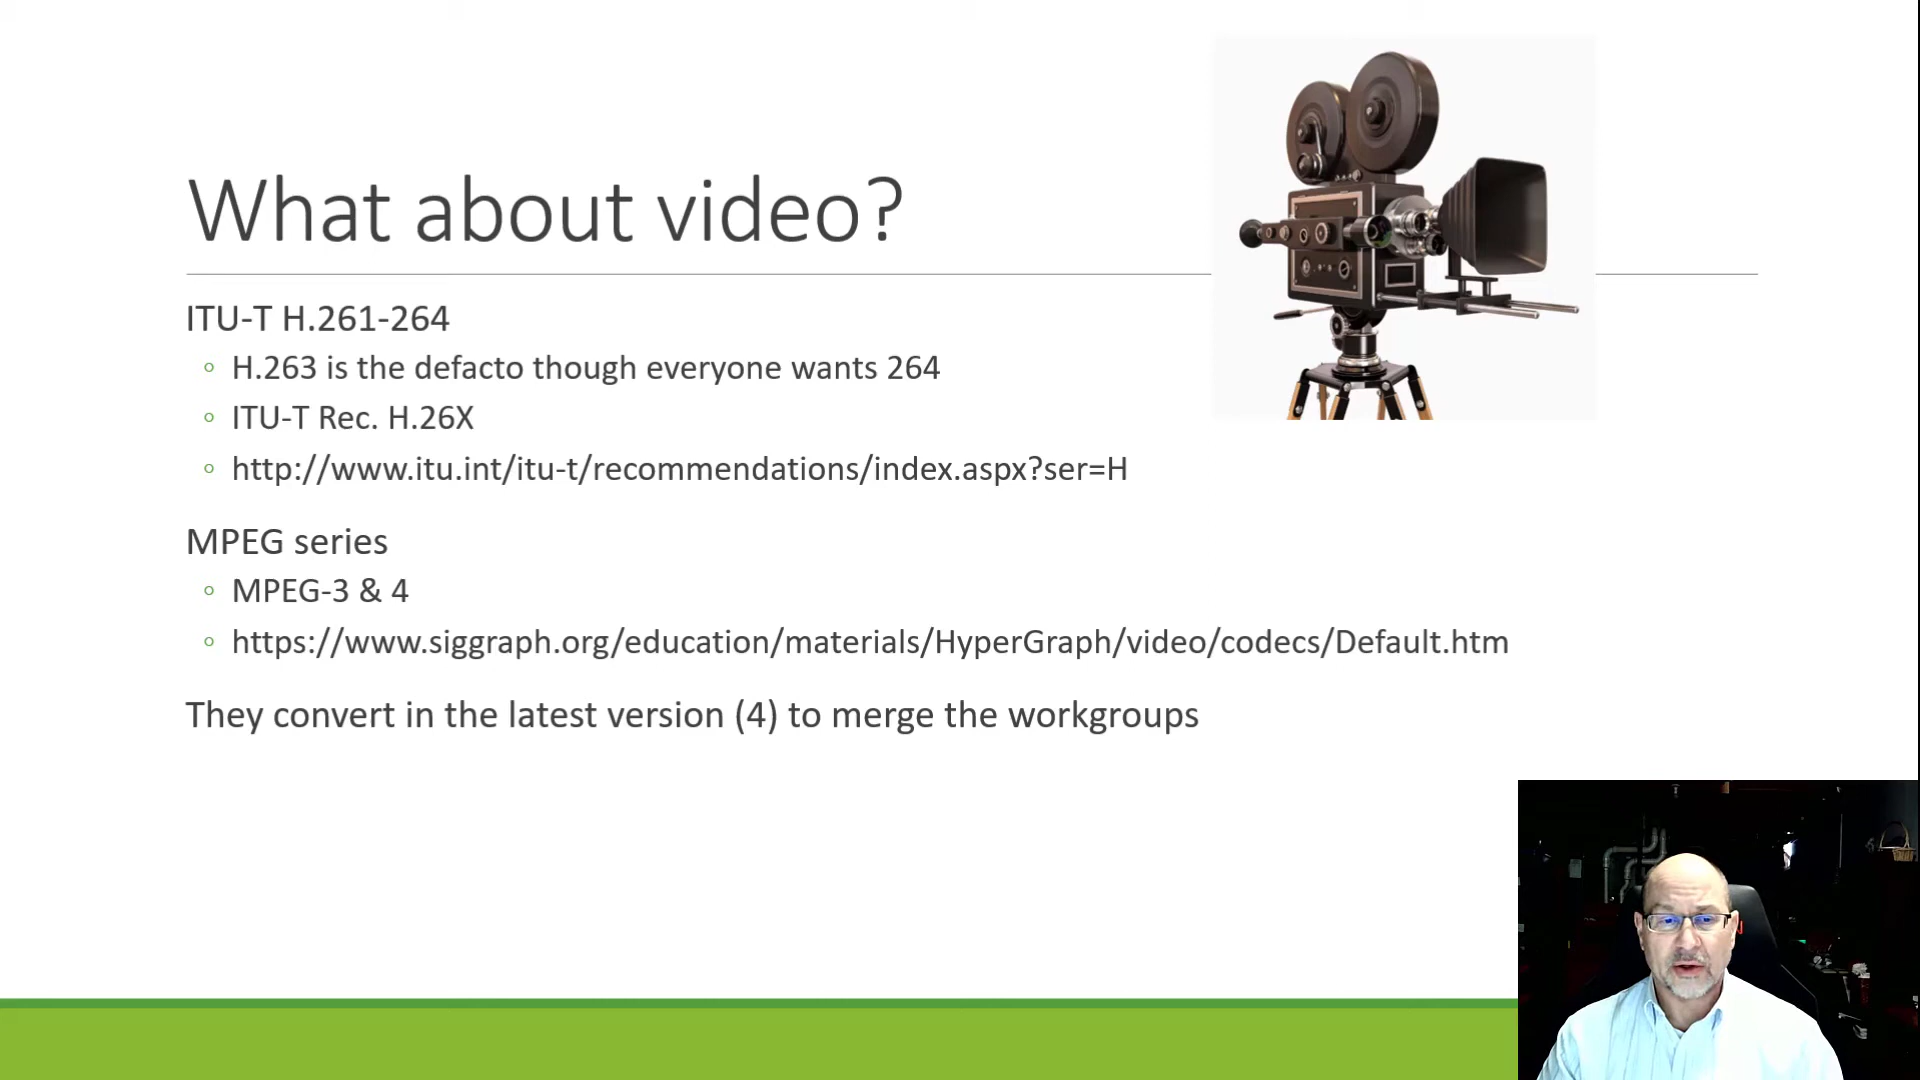 What about video?
ITU-T H.261-264
H.263 is the defacto though everyone wants 264
ITU-T Rec. H.26X
http://www.itu.int/itu-t/recommendations/index.aspx?ser=H
MPEG series
MPEG-3 & 4
https://www.siggraph.org/education/materials/HyperGraph/video/codecs/Default.htm
They convert in the latest version (4) to merge the workgroups